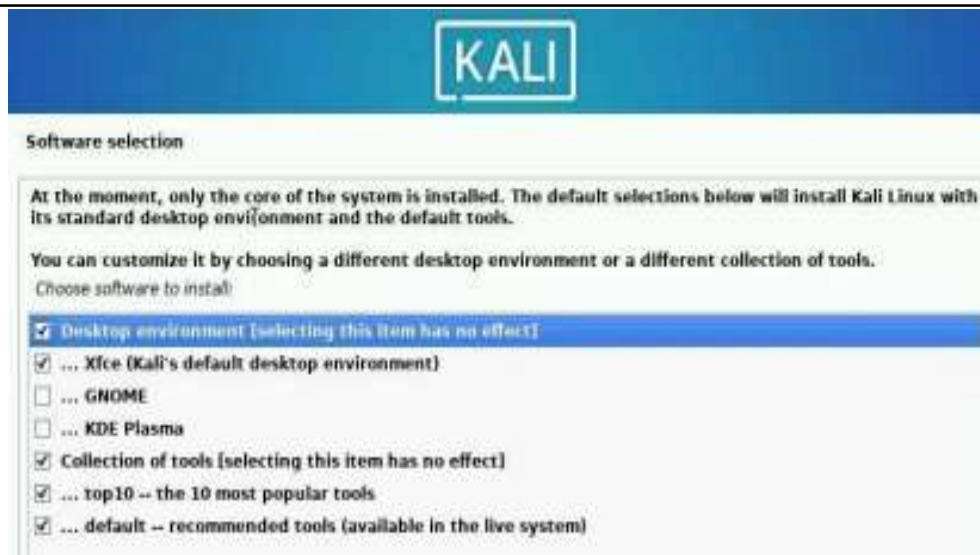 KALI
Software selection
At the moment, only the core of the system is installed. The default selections below will install Kali Linux with
its standard desktop environment and the default tools.
You can customize it by choosing a different desktop environment or a different collection of tools.
Choose software to install:
Desktop environment [selecting this item has no effect]
... Xfce (Kali's default desktop environment)
... GNOME
... KDE Plasma
Collection of tools [selecting this item has no effect]
... top10 -- the 10 most popular tools
... default -- recommended tools (available in the live system)